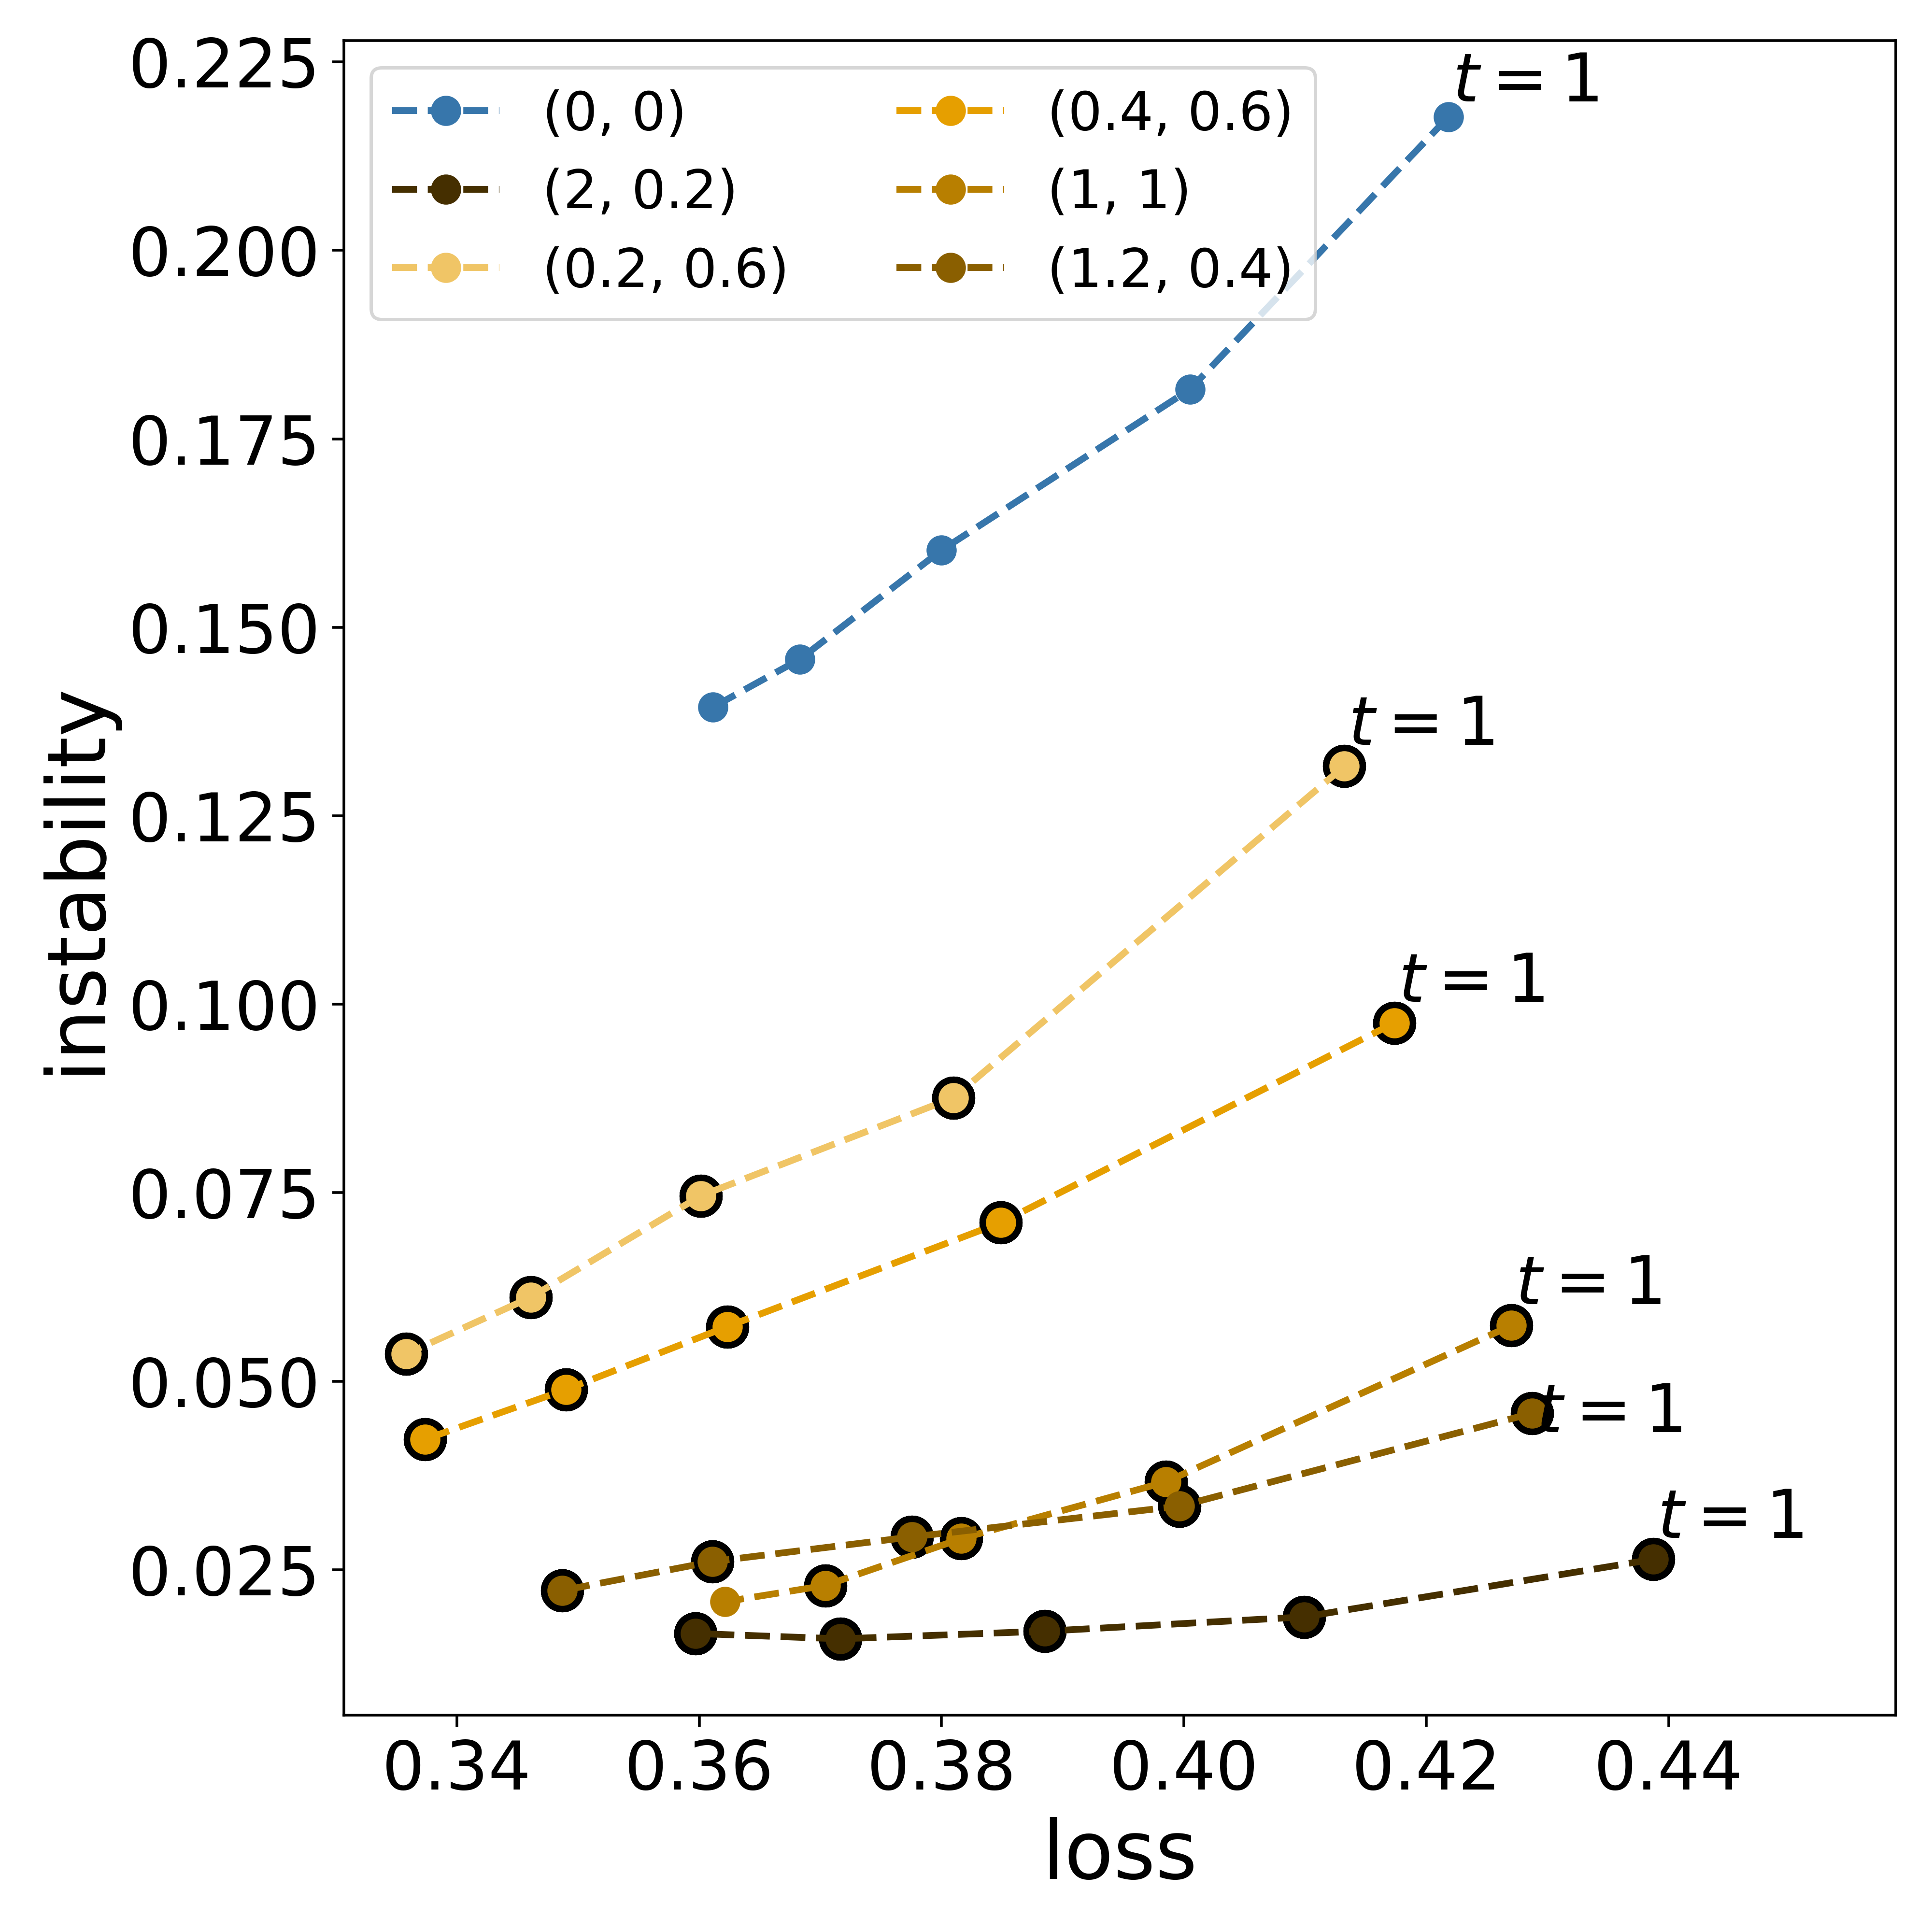 0.225
0.200
0.175
0.150
0.125
0.100
0.075
0.050
0.025
instability
(0, 0)
(2, 0.2)
(0.2, 0.6)
(0.4, 0.6)
(1, 1)
(1.2, 0.4)
t = 1
t = 1
t = 1
t = 1
t = 1
t = 1
0.34 0.36 0.38 0.40 0.42 0.44
loss